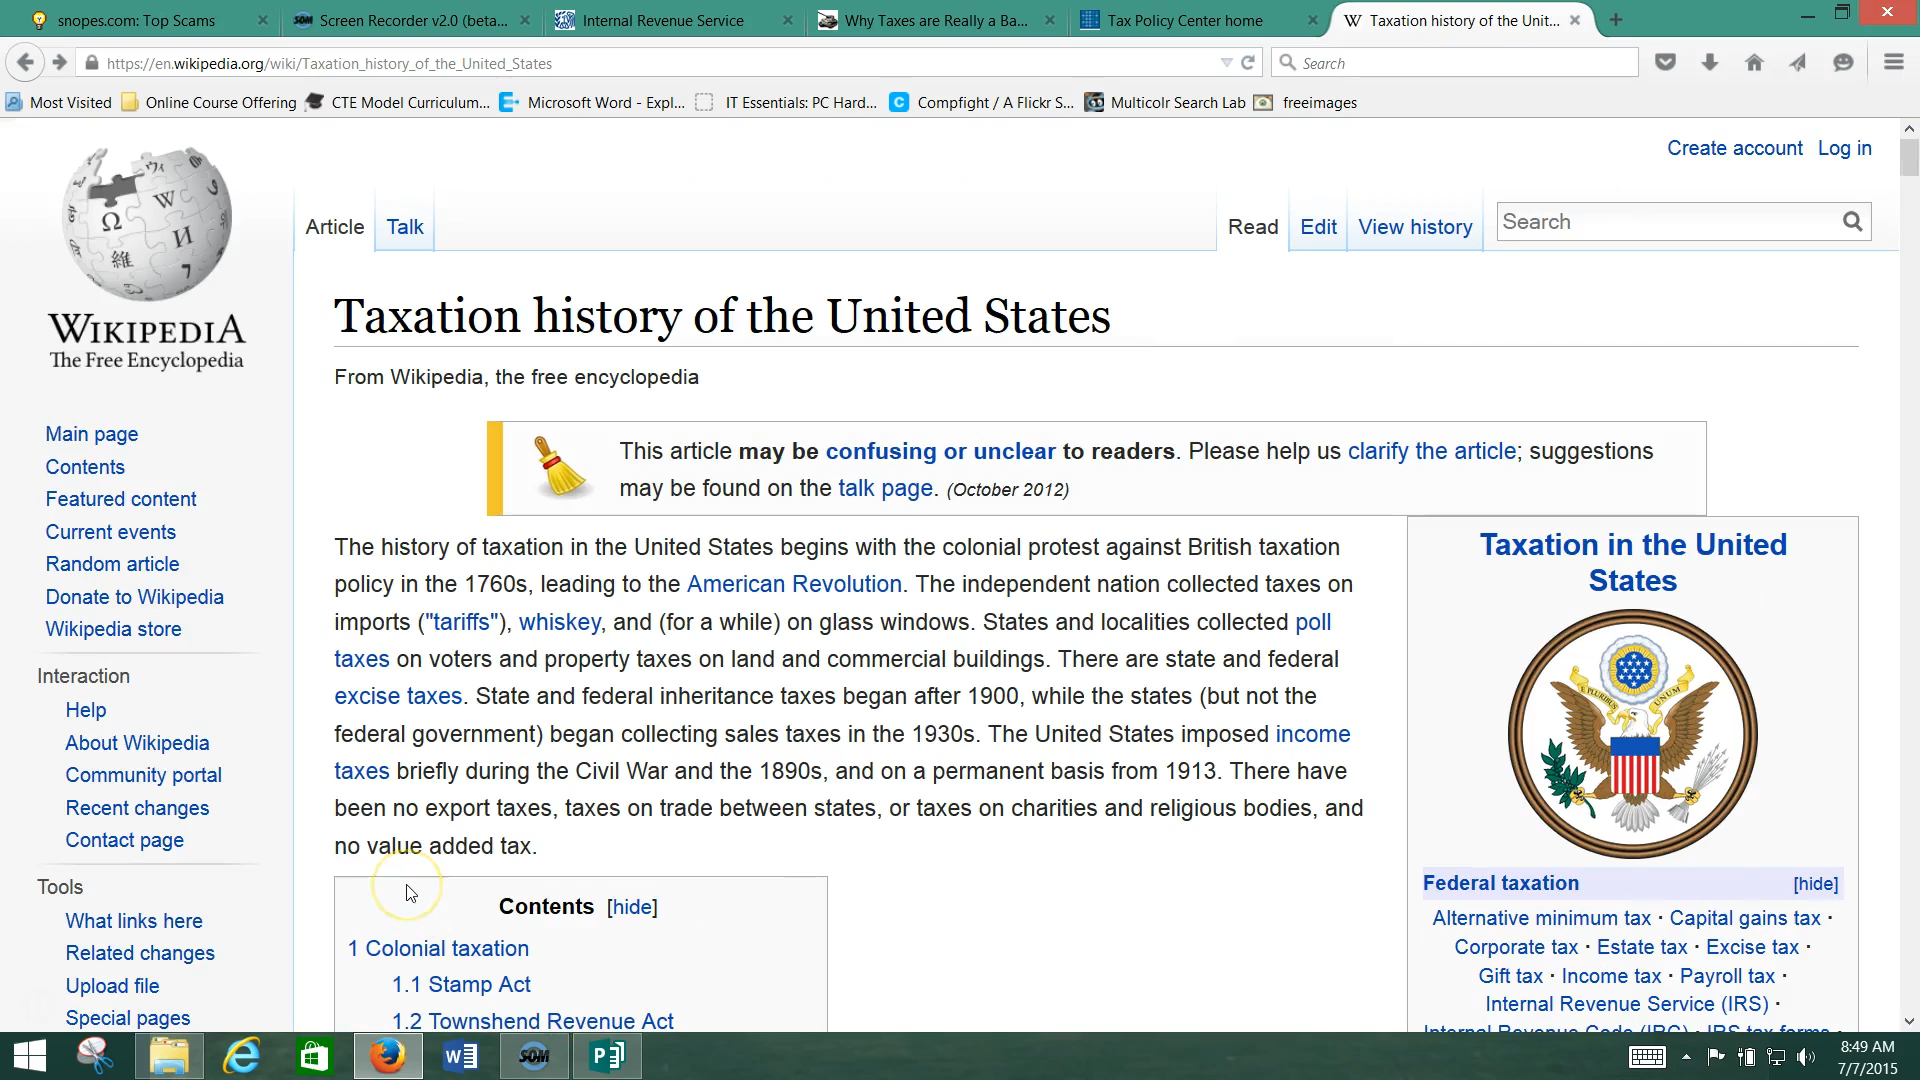 snopes.com: Top Scams
Screen Recorder v2.0 (beta...
Internal Revenue Service
Why Taxes are Really a Ba...
Tax Policy Center home
W Taxation history of the Unit...
https://en.wikipedia.org/wiki/Taxation_history_of_the_United_States
Search
Most Visited
Online Course Offering
CTE Model Curriculum...
Microsoft Word - Expl...
IT Essentials: PC Hard...
Compfight / A Flickr S...
Multicolr Search Lab
freeimages
Create account Log in
Article Talk
Read Edit View history
Search
WIKIPEDIA
The Free Encyclopedia
Main page
Contents
Featured content
Current events
Random article
Donate to Wikipedia
Wikipedia store
Interaction
Help
About Wikipedia
Community portal
Recent changes
Contact page
Tools
What links here
Related changes
Upload file
Special pages
Taxation history of the United States
From Wikipedia, the free encyclopedia
This article may be confusing or unclear to readers. Please help us clarify the article; suggestions
may be found on the talk page. (October 2012)
The history of taxation in the United States begins with the colonial protest against British taxation
policy in the 1760s, leading to the American Revolution. The independent nation collected taxes on
imports ("tariffs"), whiskey, and (for a while) on glass windows. States and localities collected poll
taxes on voters and property taxes on land and commercial buildings. There are state and federal
excise taxes. State and federal inheritance taxes began after 1900, while the states (but not the
federal government) began collecting sales taxes in the 1930s. The United States imposed income
taxes briefly during the Civil War and the 1890s, and on a permanent basis from 1913. There have
been no export taxes, taxes on trade between states, or taxes on charities and religious bodies, and
no value added tax.
Contents [hide]
1 Colonial taxation
1.1 Stamp Act
1.2 Townshend Revenue Act
Taxation in the United
States
E PLURIBUS UNUM
Federal taxation [hide]
Alternative minimum tax · Capital gains tax ·
Corporate tax · Estate tax · Excise tax ·
Gift tax · Income tax · Payroll tax ·
Internal Revenue Service (IRS) ·
Internal Revenue Code (IRC) · IRS tax forms ·
SOM
8:49 AM
7/7/2015